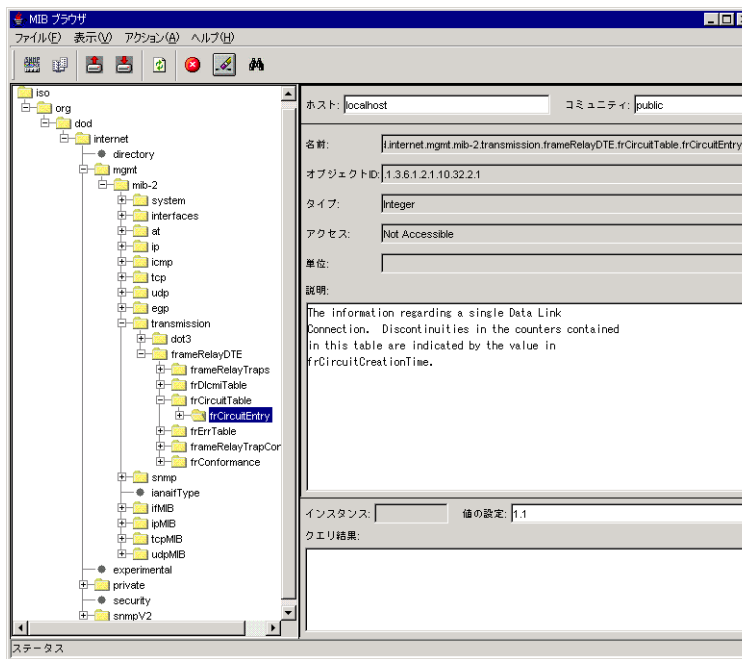 MIB ブラウザ
ファイル(F) 表示(V) アクション(A) ヘルプ(H)
iso
org
dod
internet
directory
mgmt
mib-2
system
interfaces
at
ip
icmp
tcp
udp
egp
transmission
dot3
frameRelayDTE
frameRelayTraps
frDlcmiTable
frCircuitTable
frCircuitEntry
frErrTable
frameRelayTrapCor
frConformance
snmp
ianaifType
ifMIB
ipMIB
tcpMIB
udpMIB
experimental
private
security
snmpV2
ホスト: localhost コミュニティ: public
名前: l.internet.mgmt.mib-2.transmission.frameRelayDTE.frCircuitTable.frCircuitEntry
オブジェクトID: .1.3.6.1.2.1.10.32.2.1
タイプ: Integer
アクセス: Not Accessible
単位:
説明:
The information regarding a single Data Link
Connection. Discontinuities in the counters contained
in this table are indicated by the value in
frCircuitCreationTime.
インスタンス: 値の設定: 1.1
クエリ結果:
ステータス